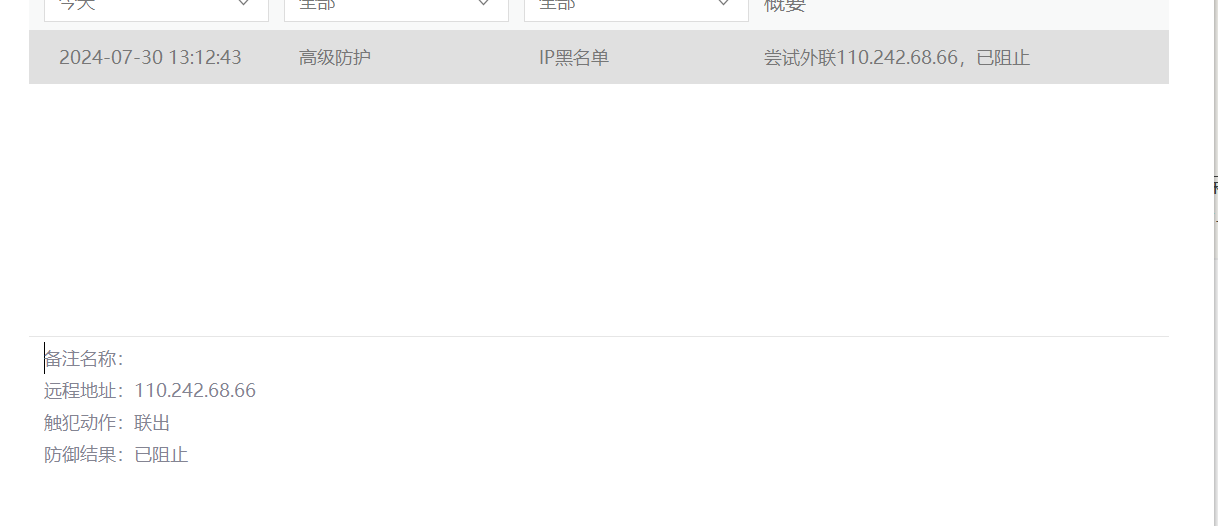 今天 全部 全部 概要
2024-07-30 13:12:43 高级防护 IP黑名单 尝试外联110.242.68.66，已阻止
备注名称：
远程地址：110.242.68.66
触犯动作：联出
防御结果：已阻止